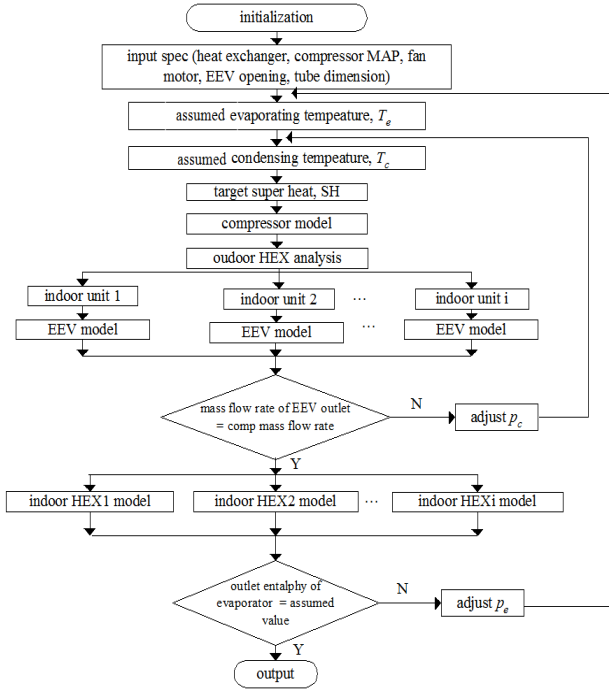 initialization
input spec (heat exchanger, compressor MAP, fan
motor, EEV opening, tube dimension)
assumed evaporating tempeature, Te
assumed condensing tempeature, Tc
target super heat, SH
compressor model
oudoor HEX analysis
indoor unit 1
indoor unit 2
...
indoor unit i
EEV model
EEV model
...
EEV model
mass flow rate of EEV outlet
= comp mass flow rate
N
adjust pc
Y
indoor HEX1 model
indoor HEX2 model
...
indoor HEXi model
outlet entalphy of
evaporator = assumed
value
N
adjust pe
Y
output